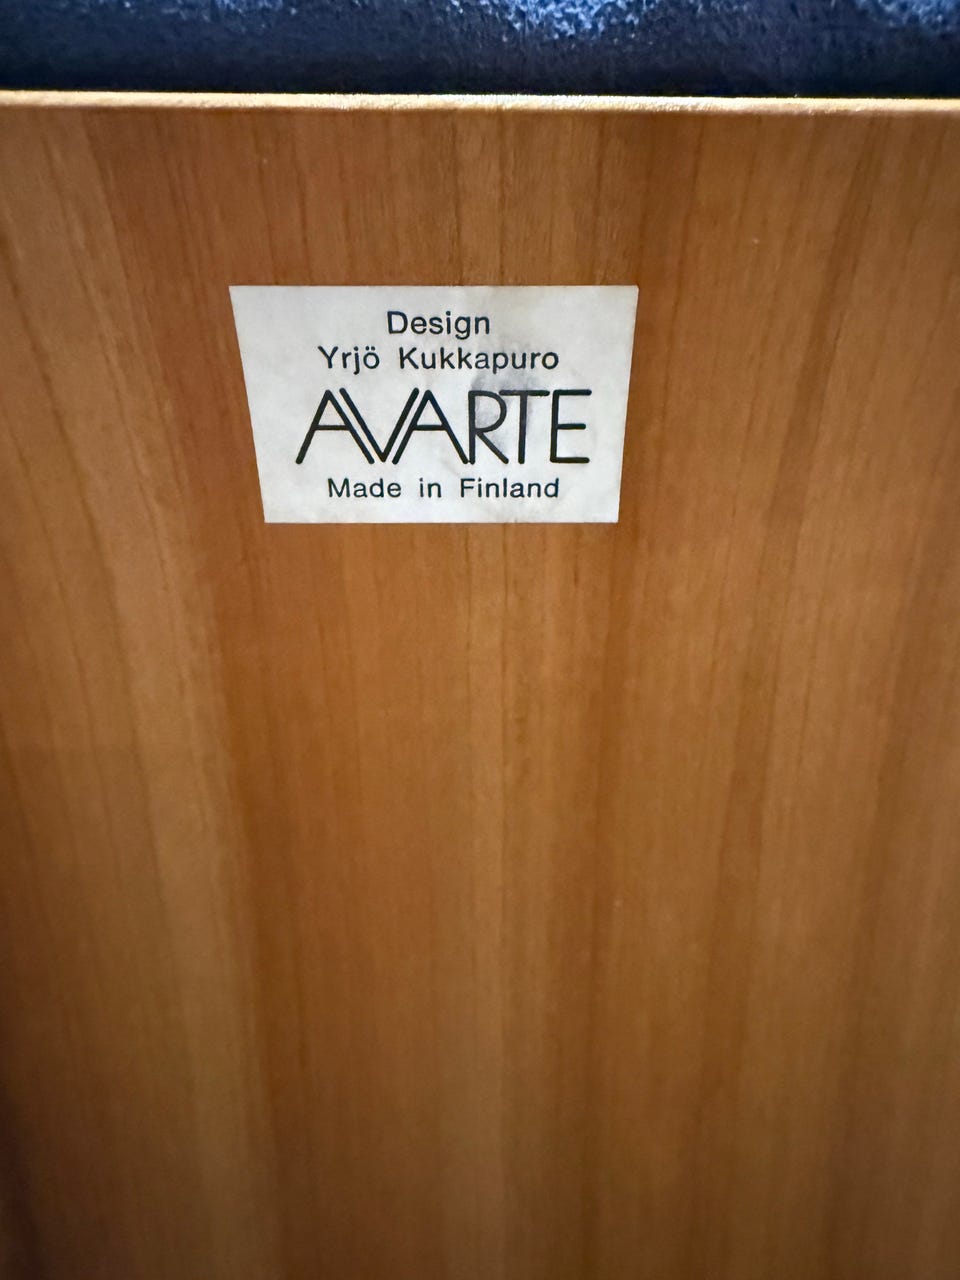 Design
Yrjö Kukkapuro
AVARTE
Made in Finland